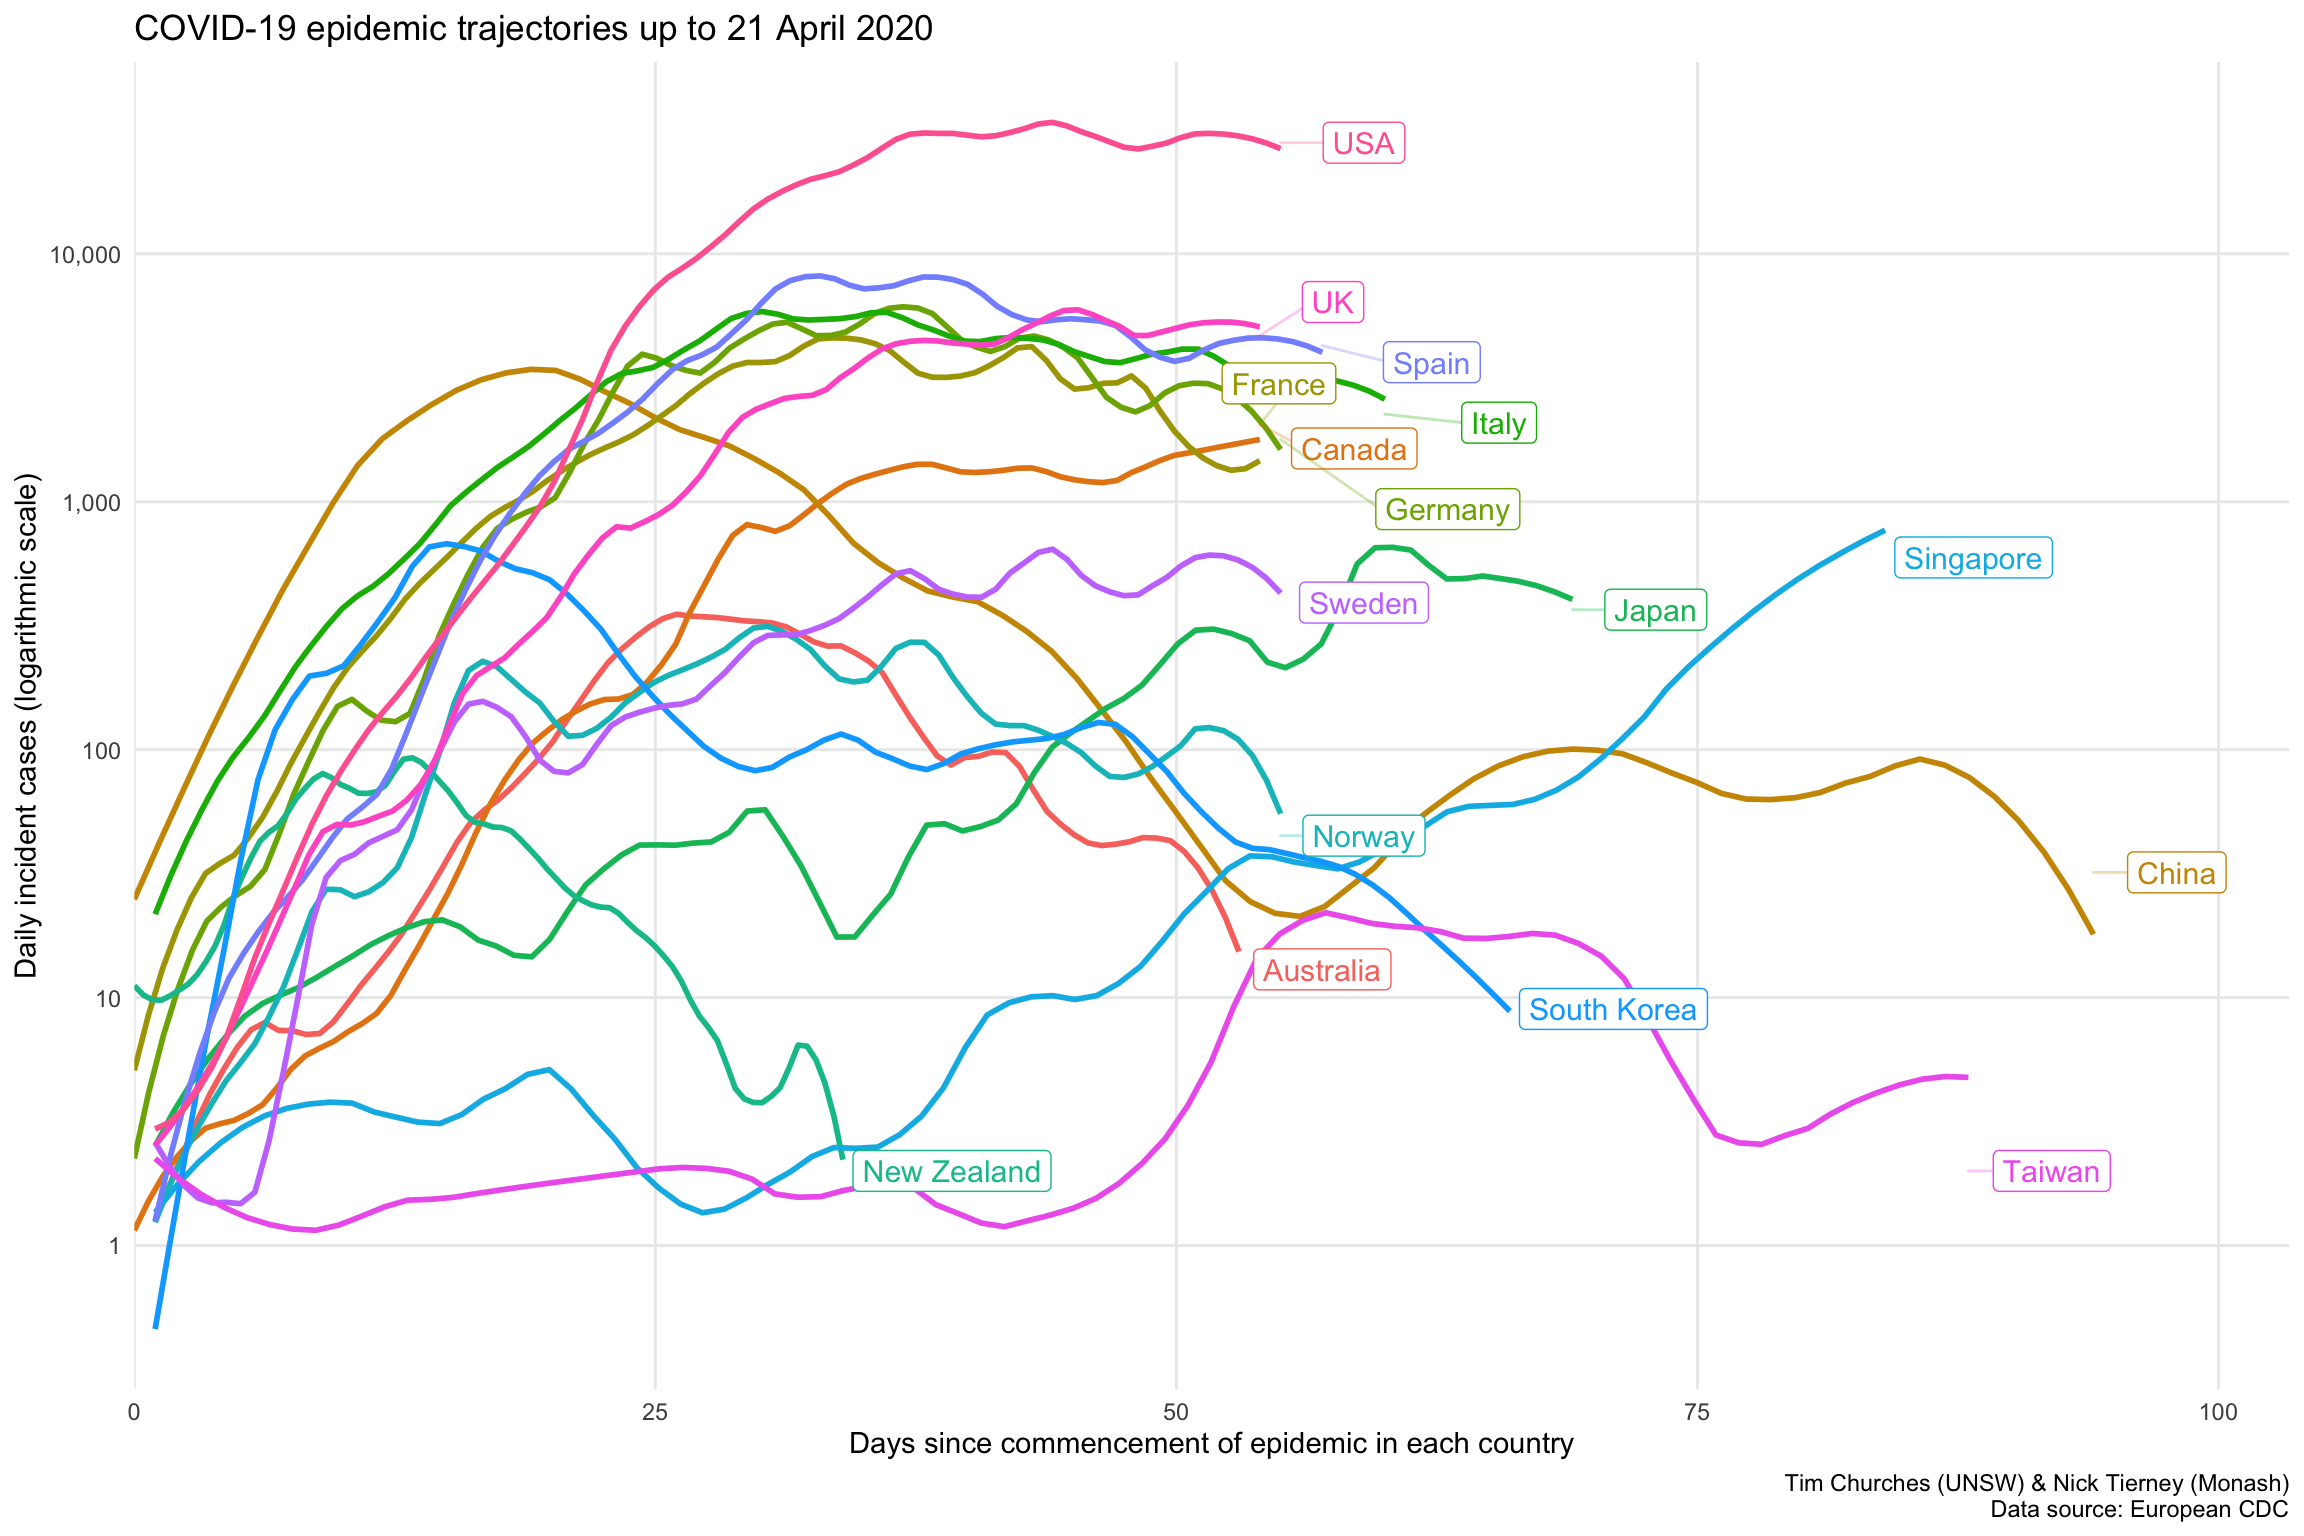 COVID-19 epidemic trajectories up to 21 April 2020
Daily incident cases (logarithmic scale)
10,000
1,000
100
10
1
USA
UK
Spain
France
Italy
Canada
Germany
Singapore
Sweden
Japan
Norway
China
Australia
South Korea
New Zealand
Taiwan
0 25 50 75 100
Days since commencement of epidemic in each country
Tim Churches (UNSW) & Nick Tierney (Monash)
Data source: European CDC